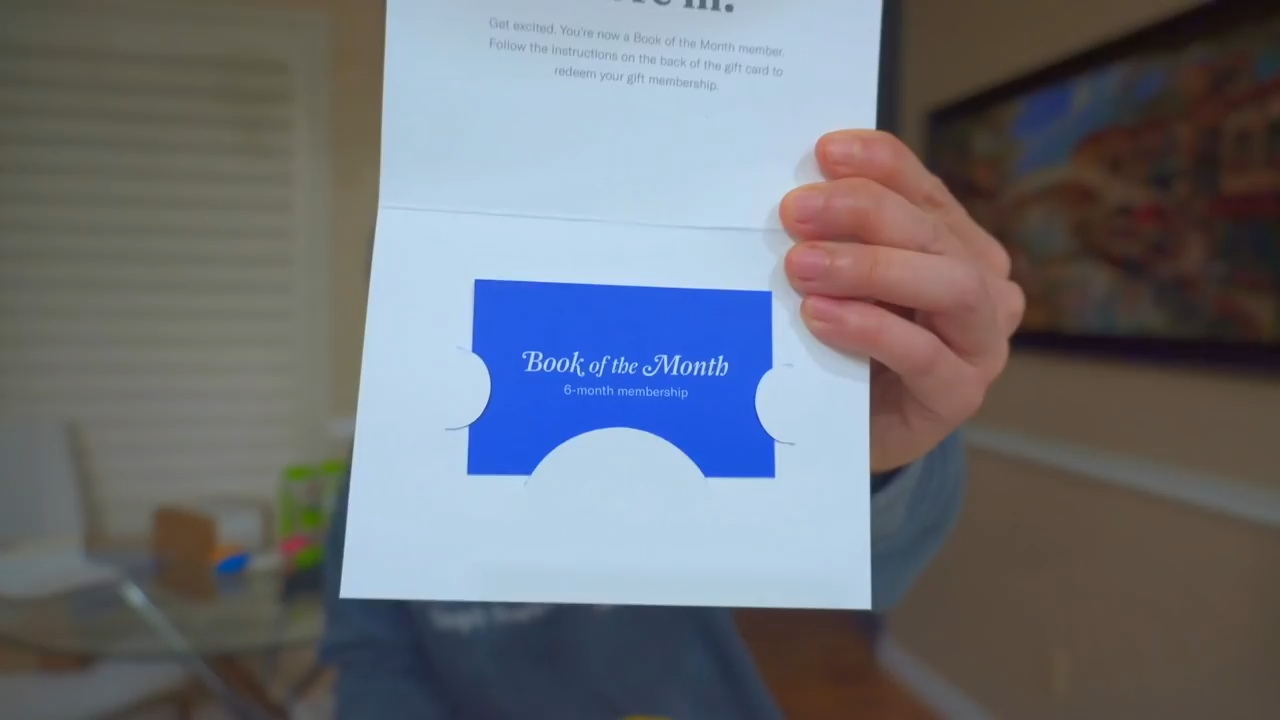 in.
Get excited. You're now a Book of the Month member.
Follow the instructions on the back of the gift card to
redeem your gift membership.
Book of the Month
6-month membership